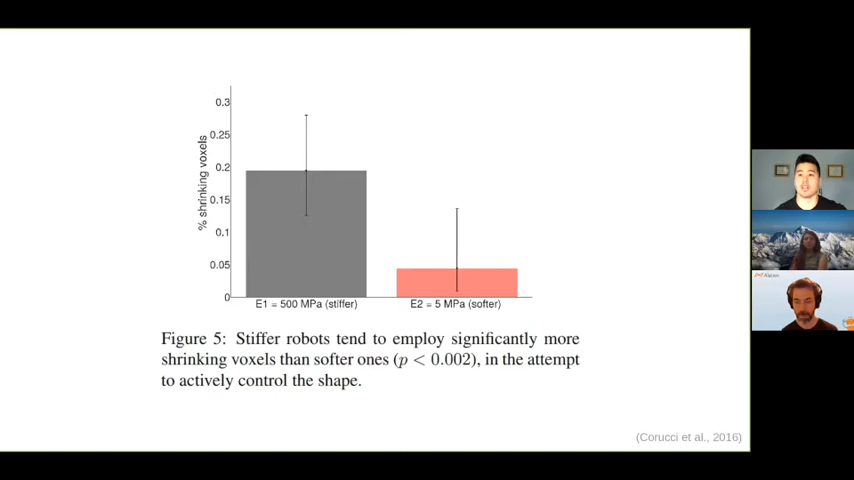 0.3
0.25
0.2
0.15
0.1
0.05
0
% shrinking voxels
E1 = 500 MPa (stiffer)
E2 = 5 MPa (softer)
Figure 5: Stiffer robots tend to employ significantly more
shrinking voxels than softer ones (p < 0.002), in the attempt
to actively control the shape.
(Corucci et al., 2016)